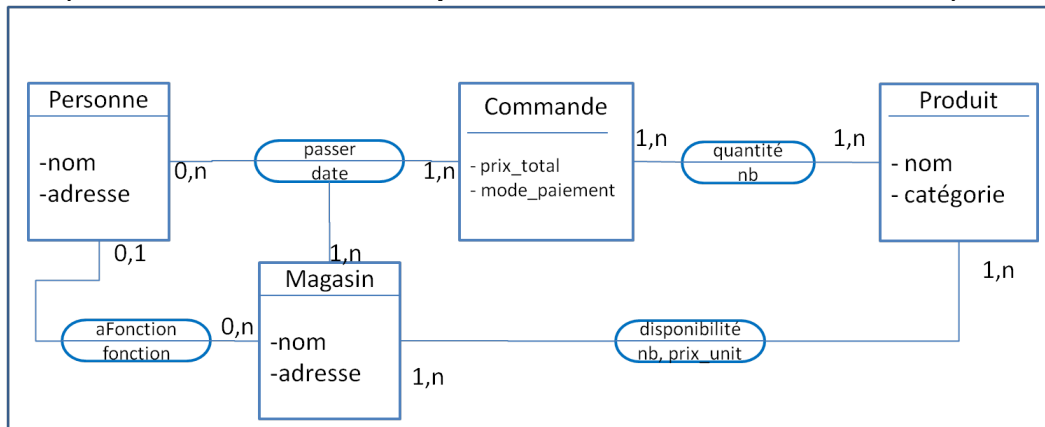 Personne
-nom
-adresse
0,n
passer
date
1,n
Commande
- prix_total
- mode_paiement
1,n
quantité
nb
1,n
Produit
- nom
- catégorie
0,1
1,n
1,n
aFonction
fonction
0,n
Magasin
-nom
-adresse
1,n
disponibilité
nb, prix_unit